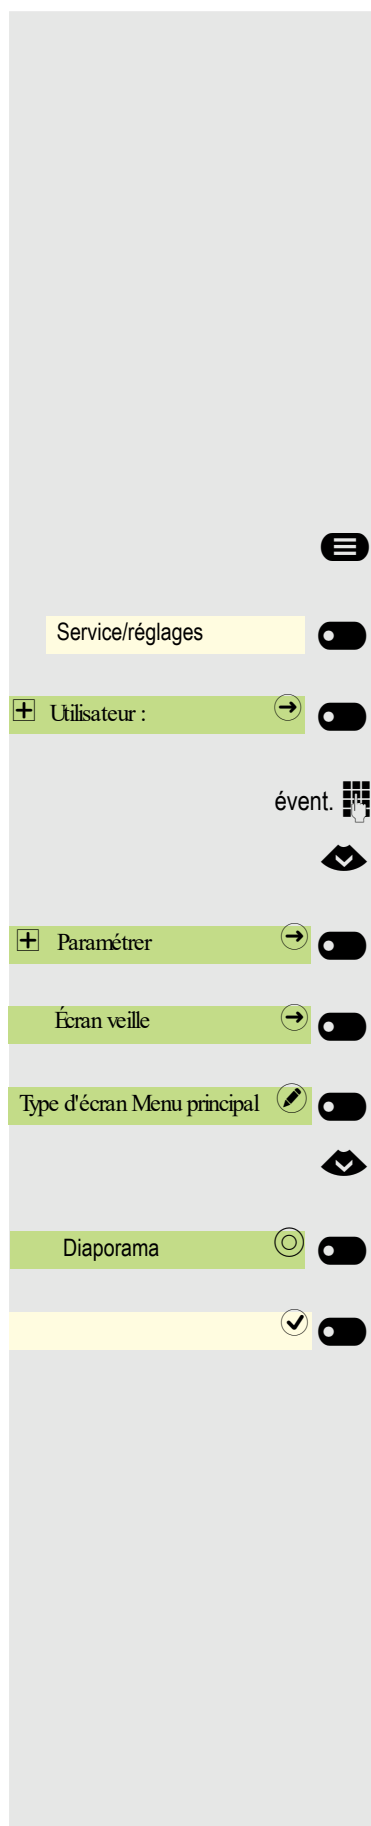 Service/réglages
Utilisateur :
évent.
Paramétrer
Écran veille
Type d'écran Menu principal
Diaporama